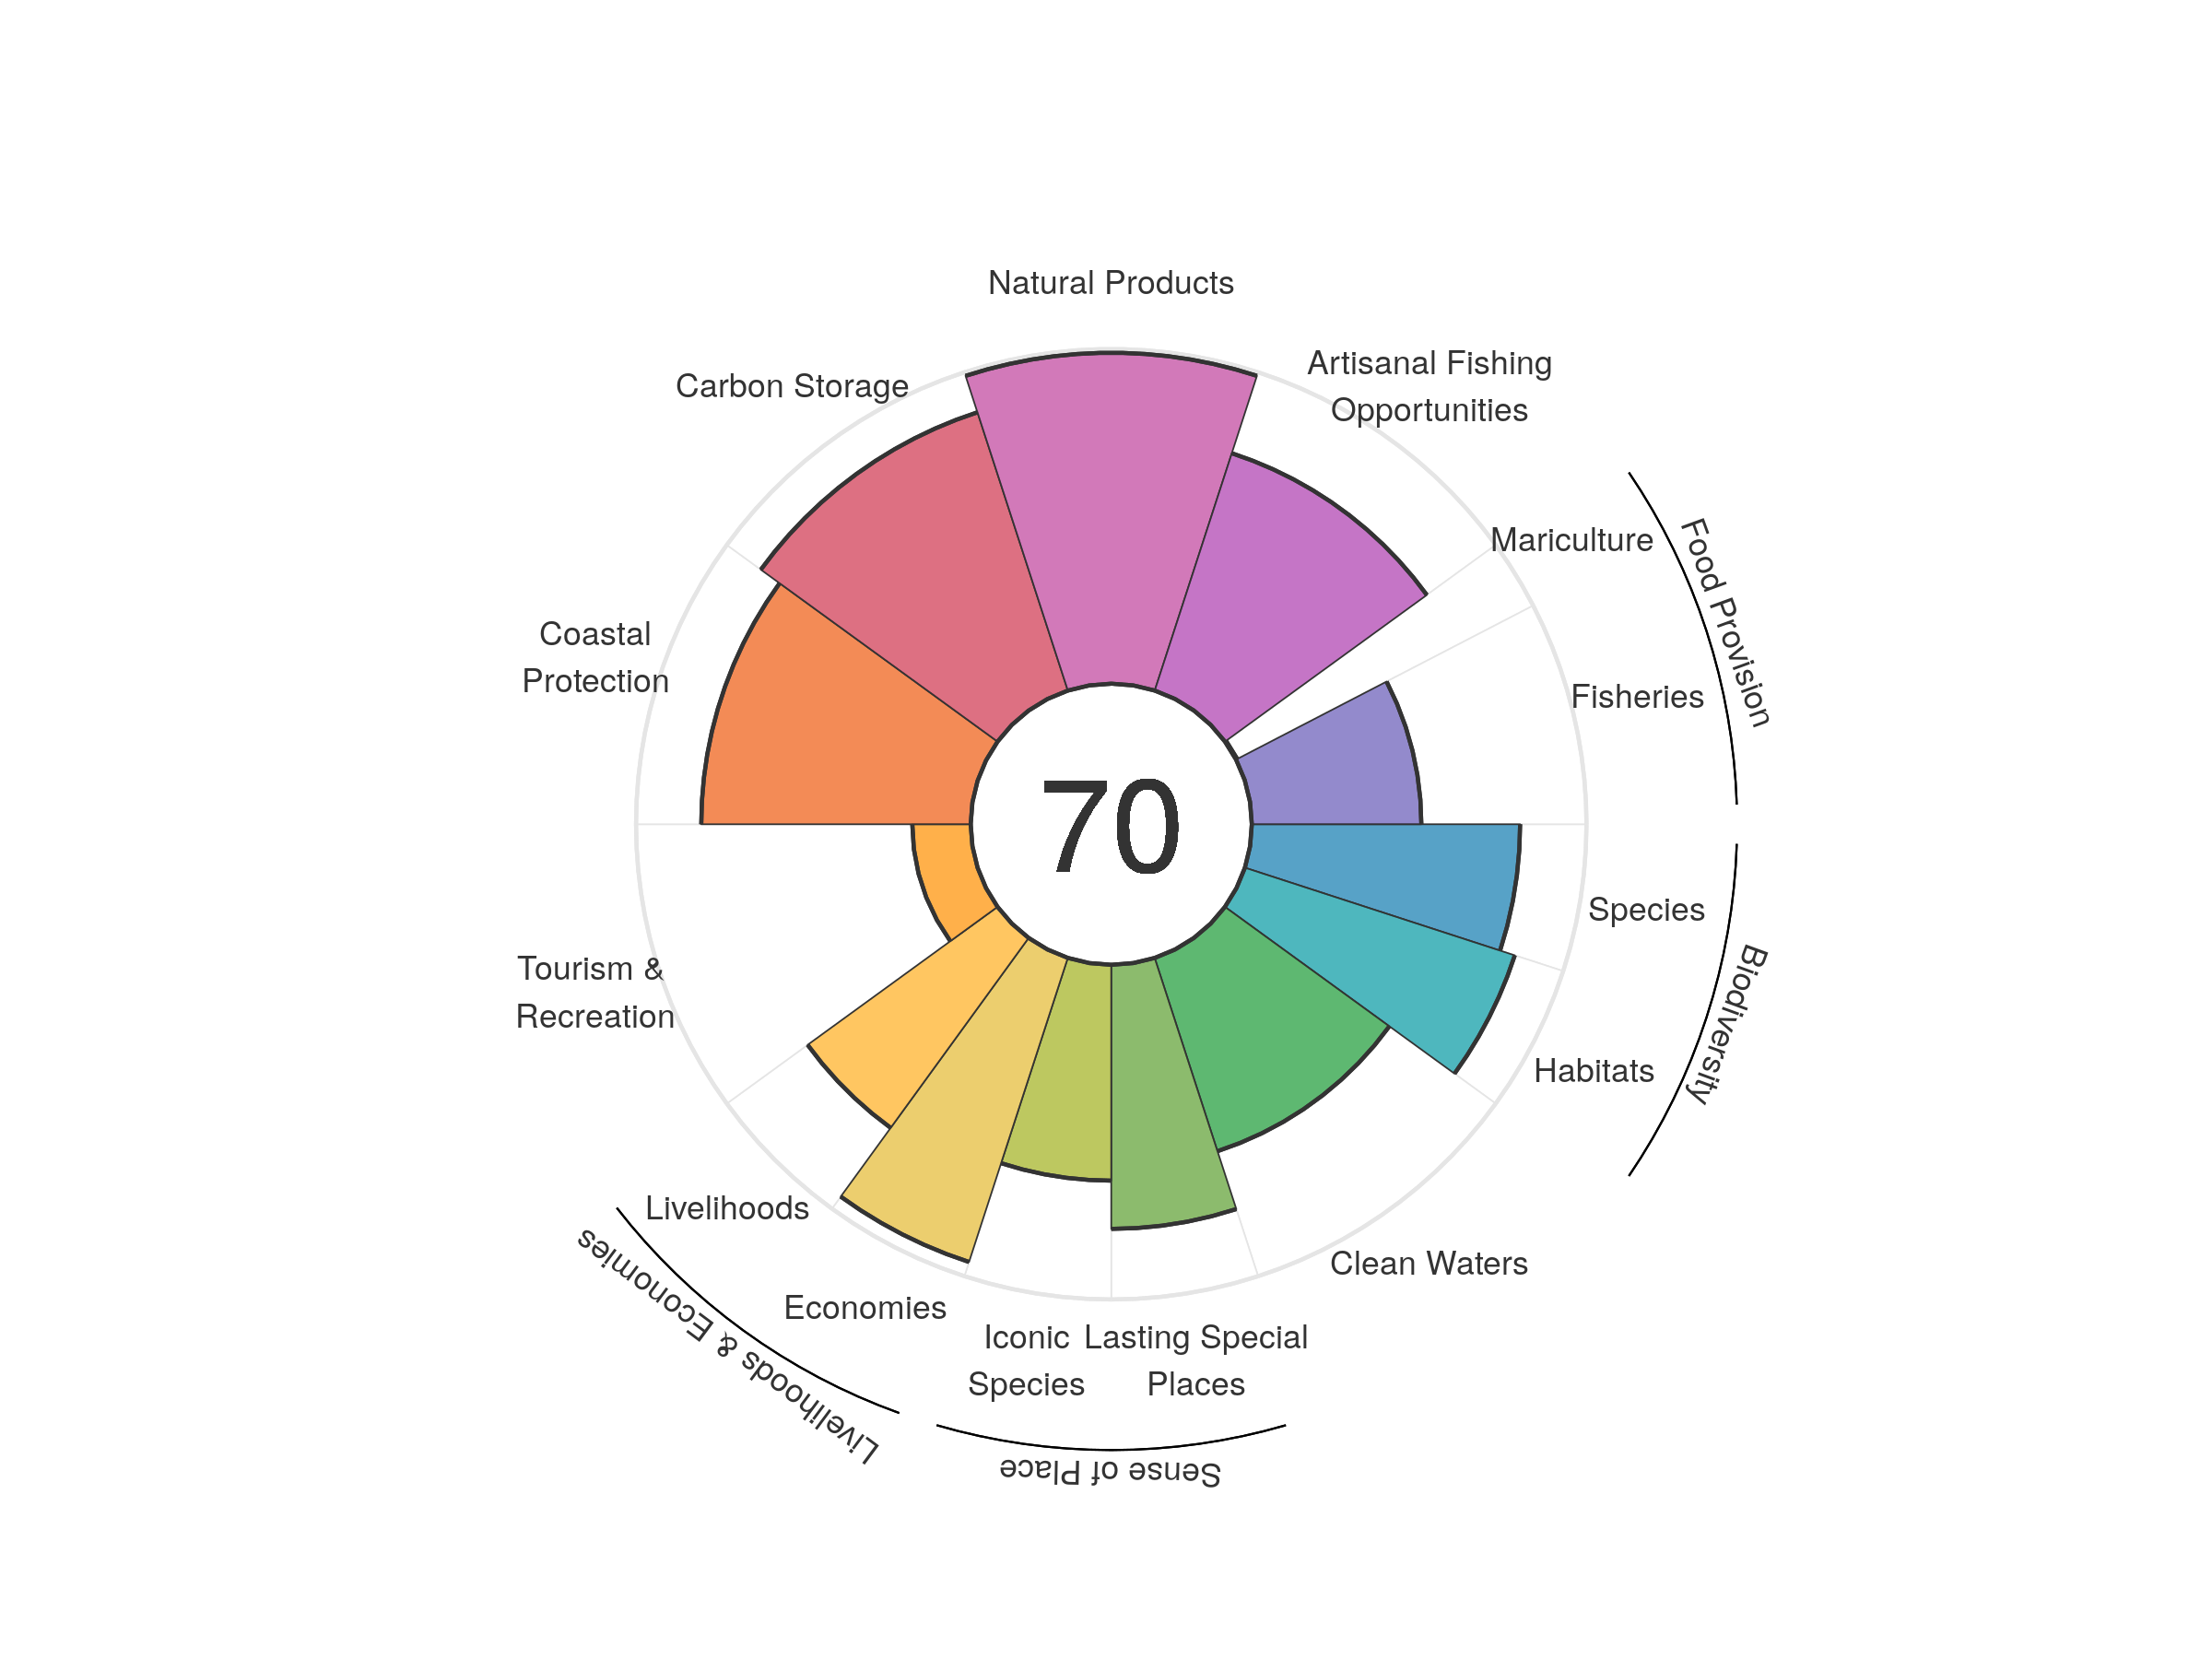 Natural Products
Artisanal Fishing
Opportunities
Carbon Storage
Mariculture
Food Provision
Coastal
Protection
Fisheries
70
Species
Biodiversity
Tourism &
Recreation
Habitats
Livelihoods
Clean Waters
Livelihoods & Economies
Economies
Iconic
Species
Lasting Special
Places
Sense of Place